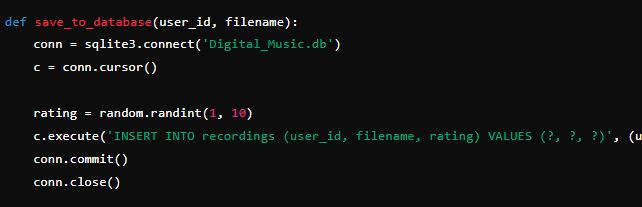 def save_to_database(user_id, filename):
    conn = sqlite3.connect('Digital_Music.db')
    c = conn.cursor()
    rating = random.randint(1, 10)
    c.execute('INSERT INTO recordings (user_id, filename, rating) VALUES (?, ?, ?)', (u
    conn.commit()
    conn.close()